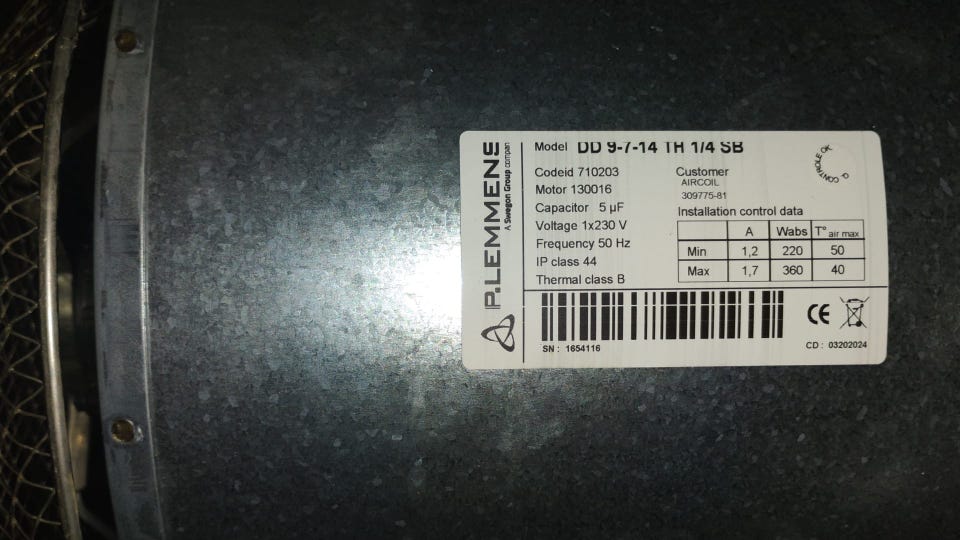 P.LEMMENS
A Swegon Group company
Model DD 9-7-14 TH 1/4 SB
Codeid 710203
Motor 130016
Capacitor 5 µF
Voltage 1x230 V
Frequency 50 Hz
IP class 44
Thermal class B
Customer
AIRCOIL
309775-81
Q. CONTROLE OK
Installation control data
A Wabs T° air max
Min 1,2 220 50
Max 1,7 360 40
SN : 1654116
CE
CD : 03202024